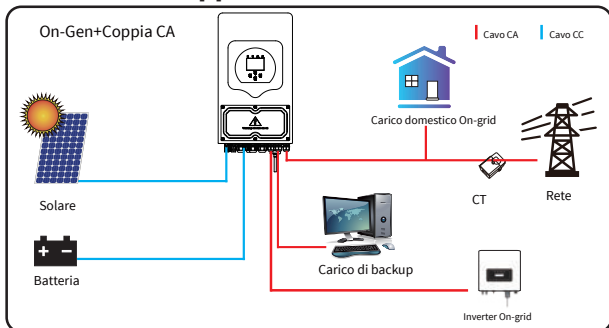 On-Gen+Coppia CA
Cavo CA
Cavo CC
Carico domestico On-grid
CT
Rete
Solare
Batteria
Carico di backup
Inverter On-grid